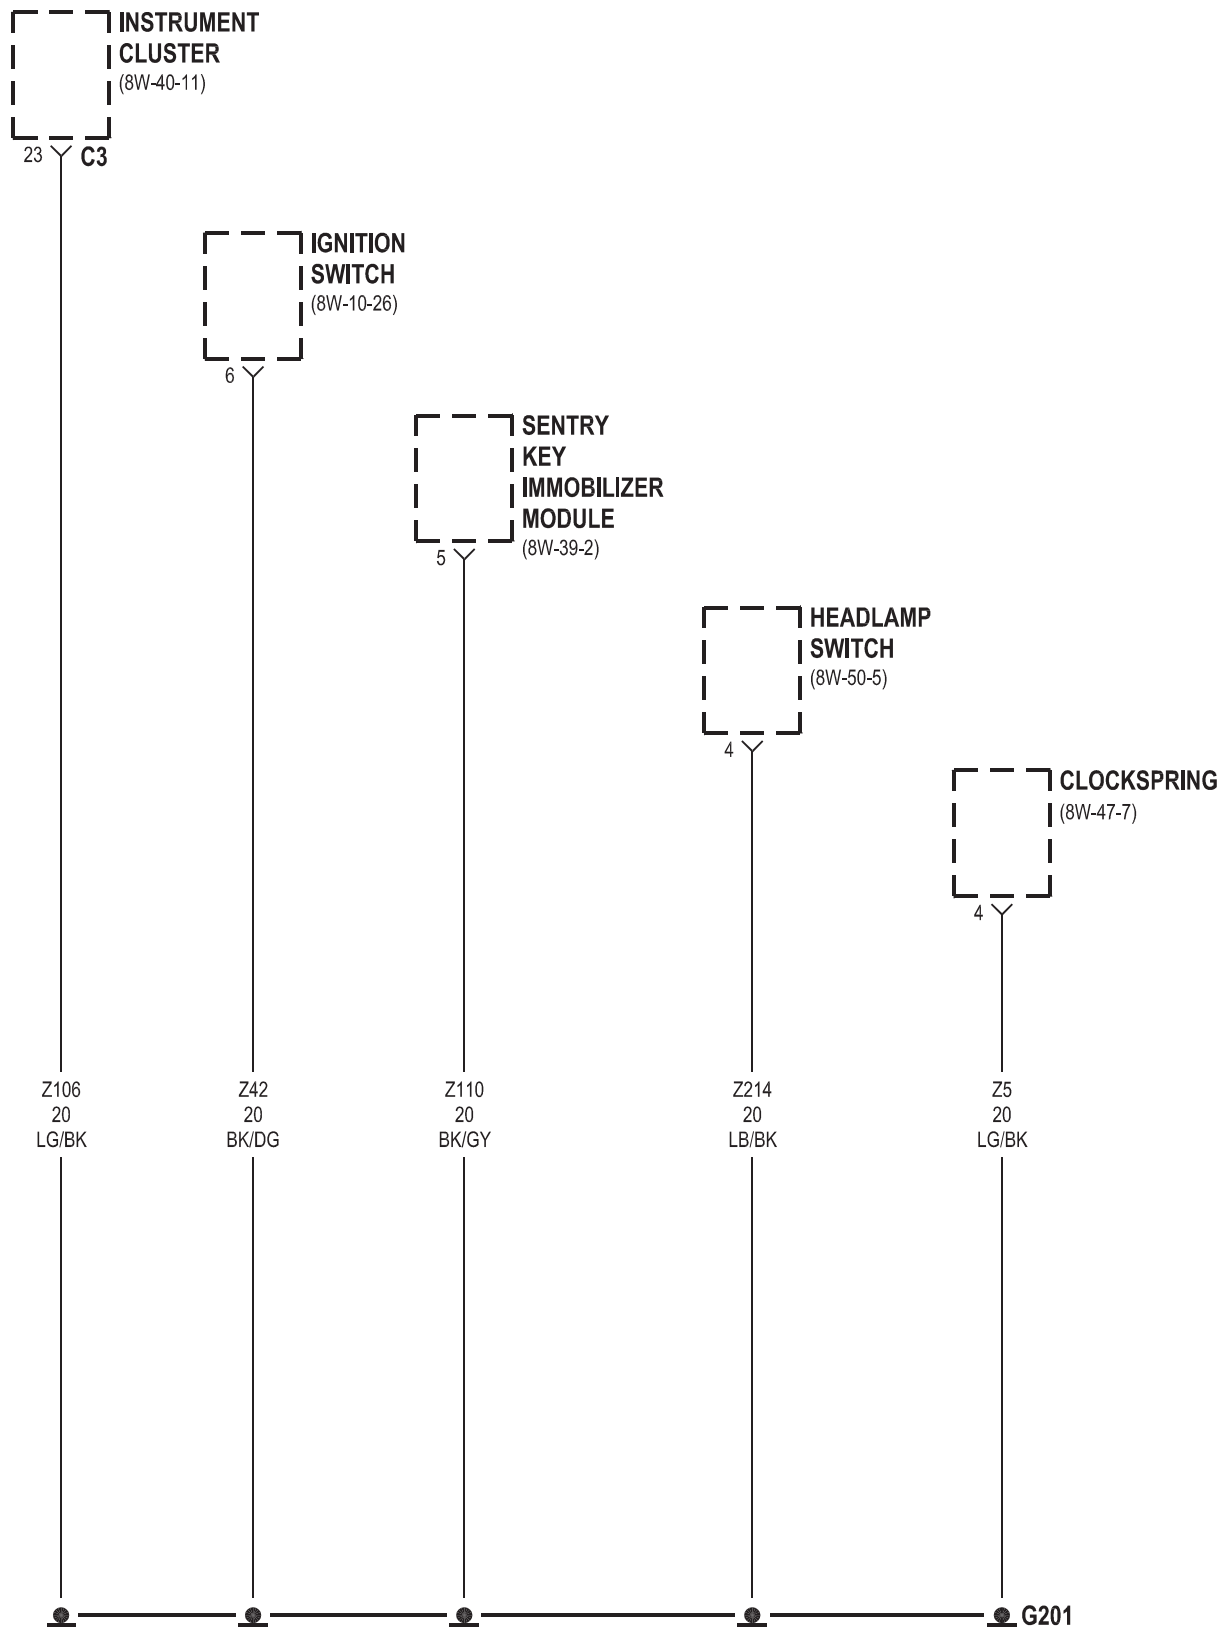 INSTRUMENT
CLUSTER
(8W-40-11)
23
C3
IGNITION
SWITCH
(8W-10-26)
6
SENTRY
KEY
IMMOBILIZER
MODULE
(8W-39-2)
5
HEADLAMP
SWITCH
(8W-50-5)
4
CLOCKSPRING
(8W-47-7)
4
Z106
20
LG/BK
Z42
20
BK/DG
Z110
20
BK/GY
Z214
20
LB/BK
Z5
20
LG/BK
G201